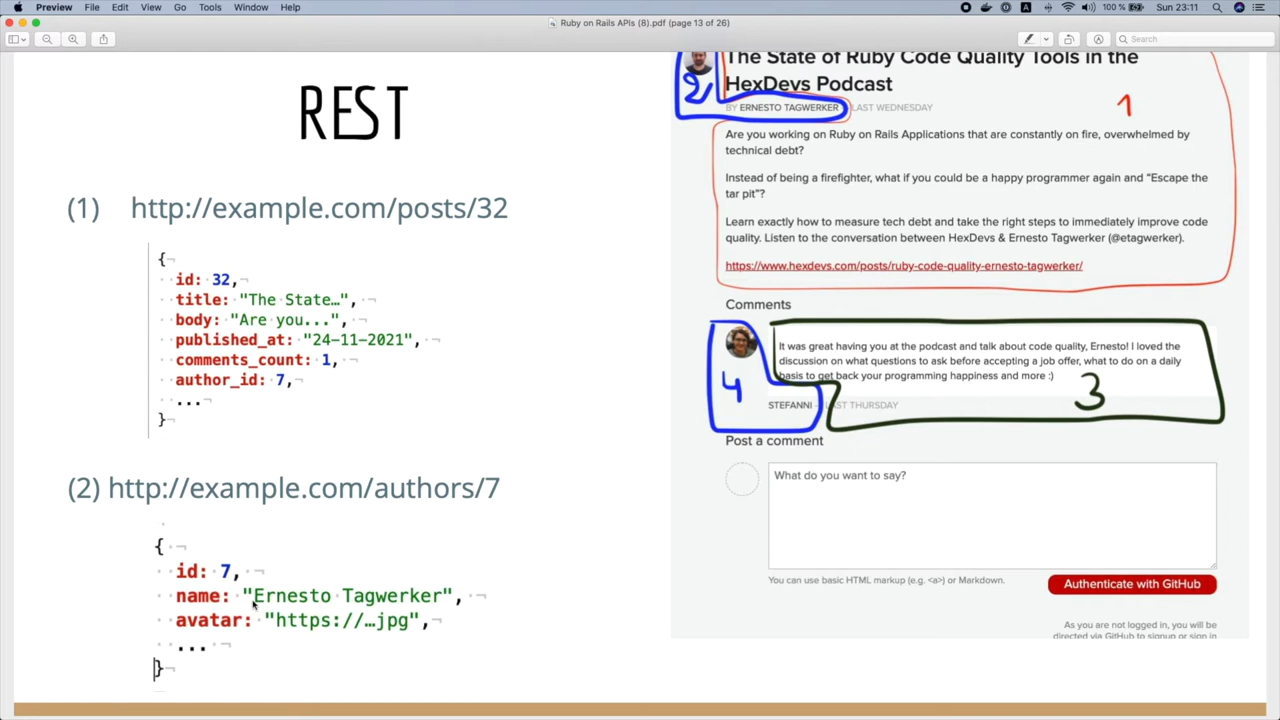 Preview File Edit View Go Tools Window Help
100 % Sun 23:11
Ruby on Rails APIs (8).pdf (page 13 of 26)
Search
REST
(1) http://example.com/posts/32
{
id: 32,
title: "The State…",
body: "Are you...",
published_at: "24-11-2021",
comments_count: 1,
author_id: 7,
...
}
(2) http://example.com/authors/7
{
id: 7,
name: "Ernesto Tagwerker",
avatar: "https://…jpg",
...
}
The State of Ruby Code Quality Tools in the
HexDevs Podcast
2
BY ERNESTO TAGWERKER LAST WEDNESDAY
1
Are you working on Ruby on Rails Applications that are constantly on fire, overwhelmed by
technical debt?
Instead of being a firefighter, what if you could be a happy programmer again and “Escape the
tar pit”?
Learn exactly how to measure tech debt and take the right steps to immediately improve code
quality. Listen to the conversation between HexDevs & Ernesto Tagwerker (@etagwerker).
https://www.hexdevs.com/posts/ruby-code-quality-ernesto-tagwerker/
Comments
It was great having you at the podcast and talk about code quality, Ernesto! I loved the
discussion on what questions to ask before accepting a job offer, what to do on a daily
basis to get back your programming happiness and more :)
4
3
STEFANNI - LAST THURSDAY
Post a comment
What do you want to say?
You can use basic HTML markup (e.g. <a>) or Markdown.
Authenticate with GitHub
As you are not logged in, you will be
directed via GitHub to signup or sign in